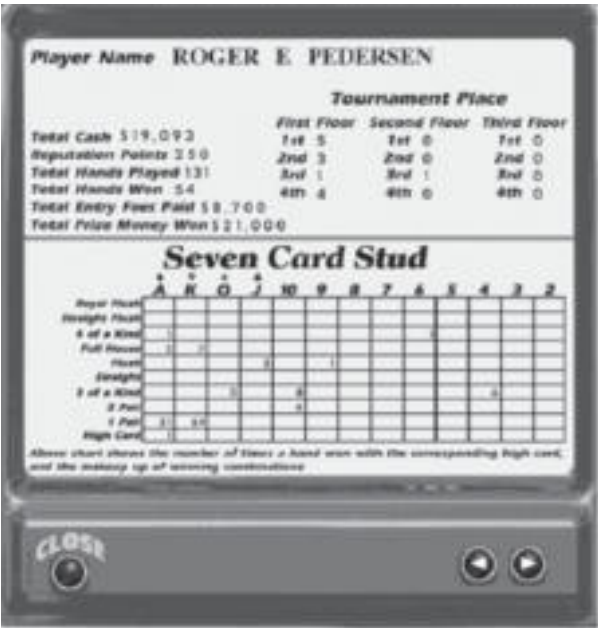 Player Name ROGER E PEDERSEN
Tournament Place
First Floor Second Floor Third Floor
Total Cash $19,093
1st 5 1st 0 1st 0
Reputation Points 250
2nd 3 2nd 0 2nd 0
Total Hands Played 131
3rd 1 3rd 1 3rd 0
Total Hands Won 54
4th 4 4th 0 4th 0
Total Entry Fees Paid $8,700
Total Prize Money Won $21,000
Seven Card Stud
A K Q J 10 9 8 7 6 5 4 3 2
Royal Flush
Straight Flush
4 of a Kind
Full House
Flush
Straight
3 of a Kind
2 Pair
1 Pair
High Card
Above chart shows the number of times a hand won with the corresponding high card,
and the makeup of winning combinations
CLOSE